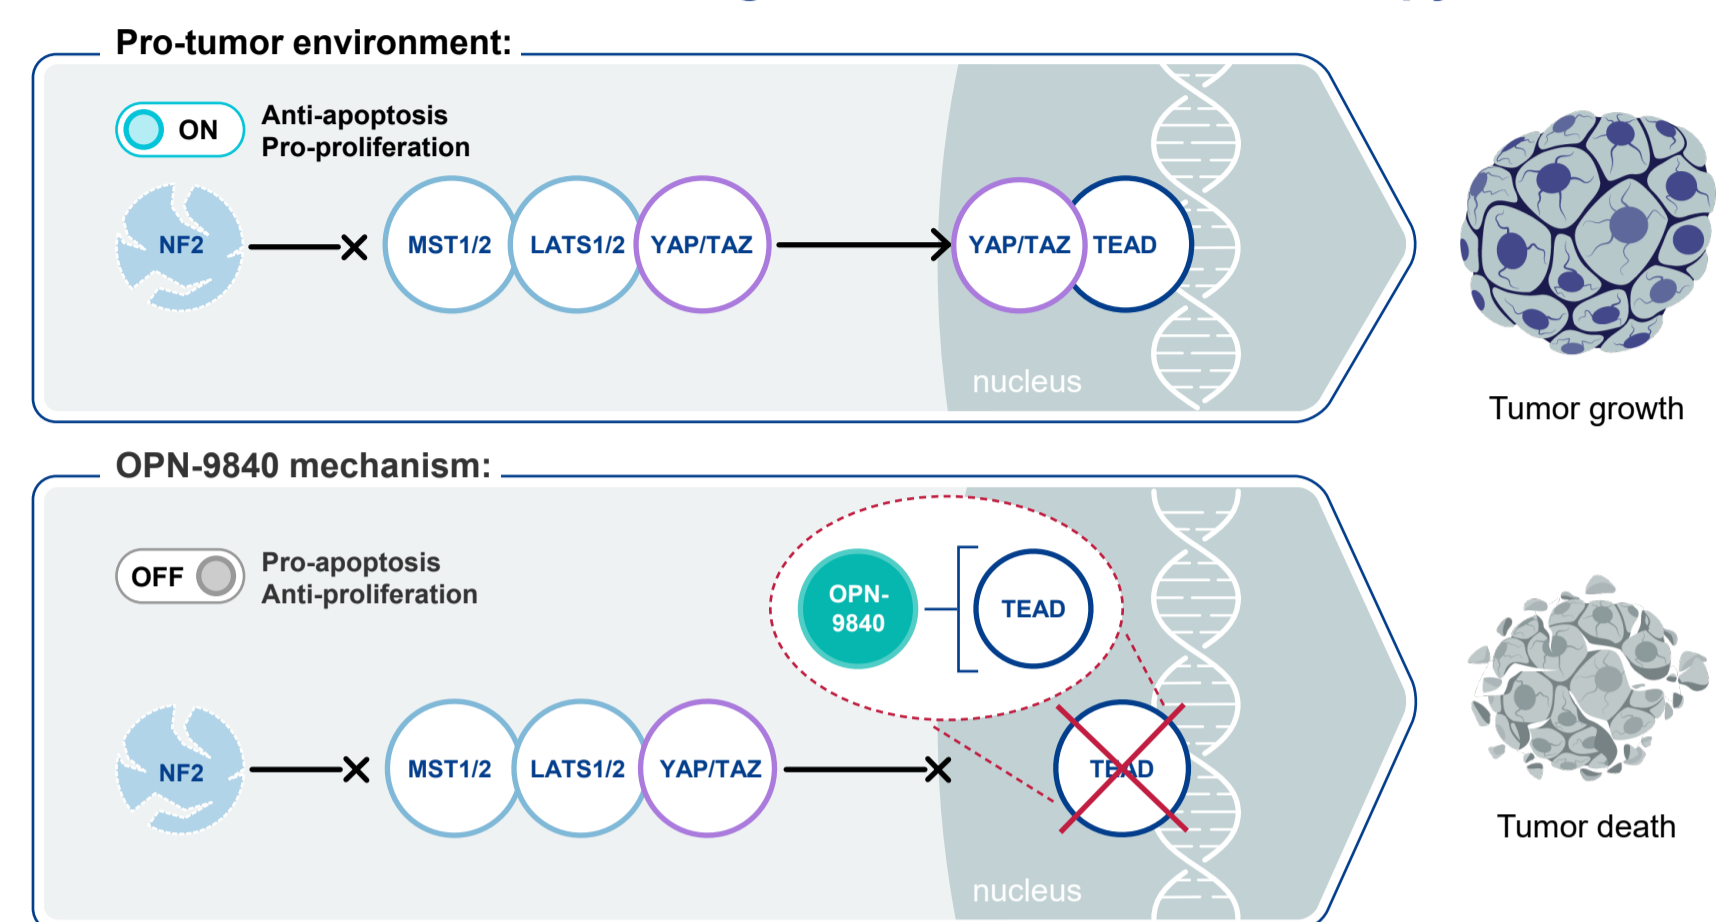 Pro-tumor environment:
ON
Anti-apoptosis
Pro-proliferation
NF2
MST1/2
LATS1/2
YAP/TAZ
YAP/TAZ
TEAD
nucleus
Tumor growth
OPN-9840 mechanism:
OFF
Pro-apoptosis
Anti-proliferation
OPN-
9840
TEAD
NF2
MST1/2
LATS1/2
YAP/TAZ
TEAD
nucleus
Tumor death